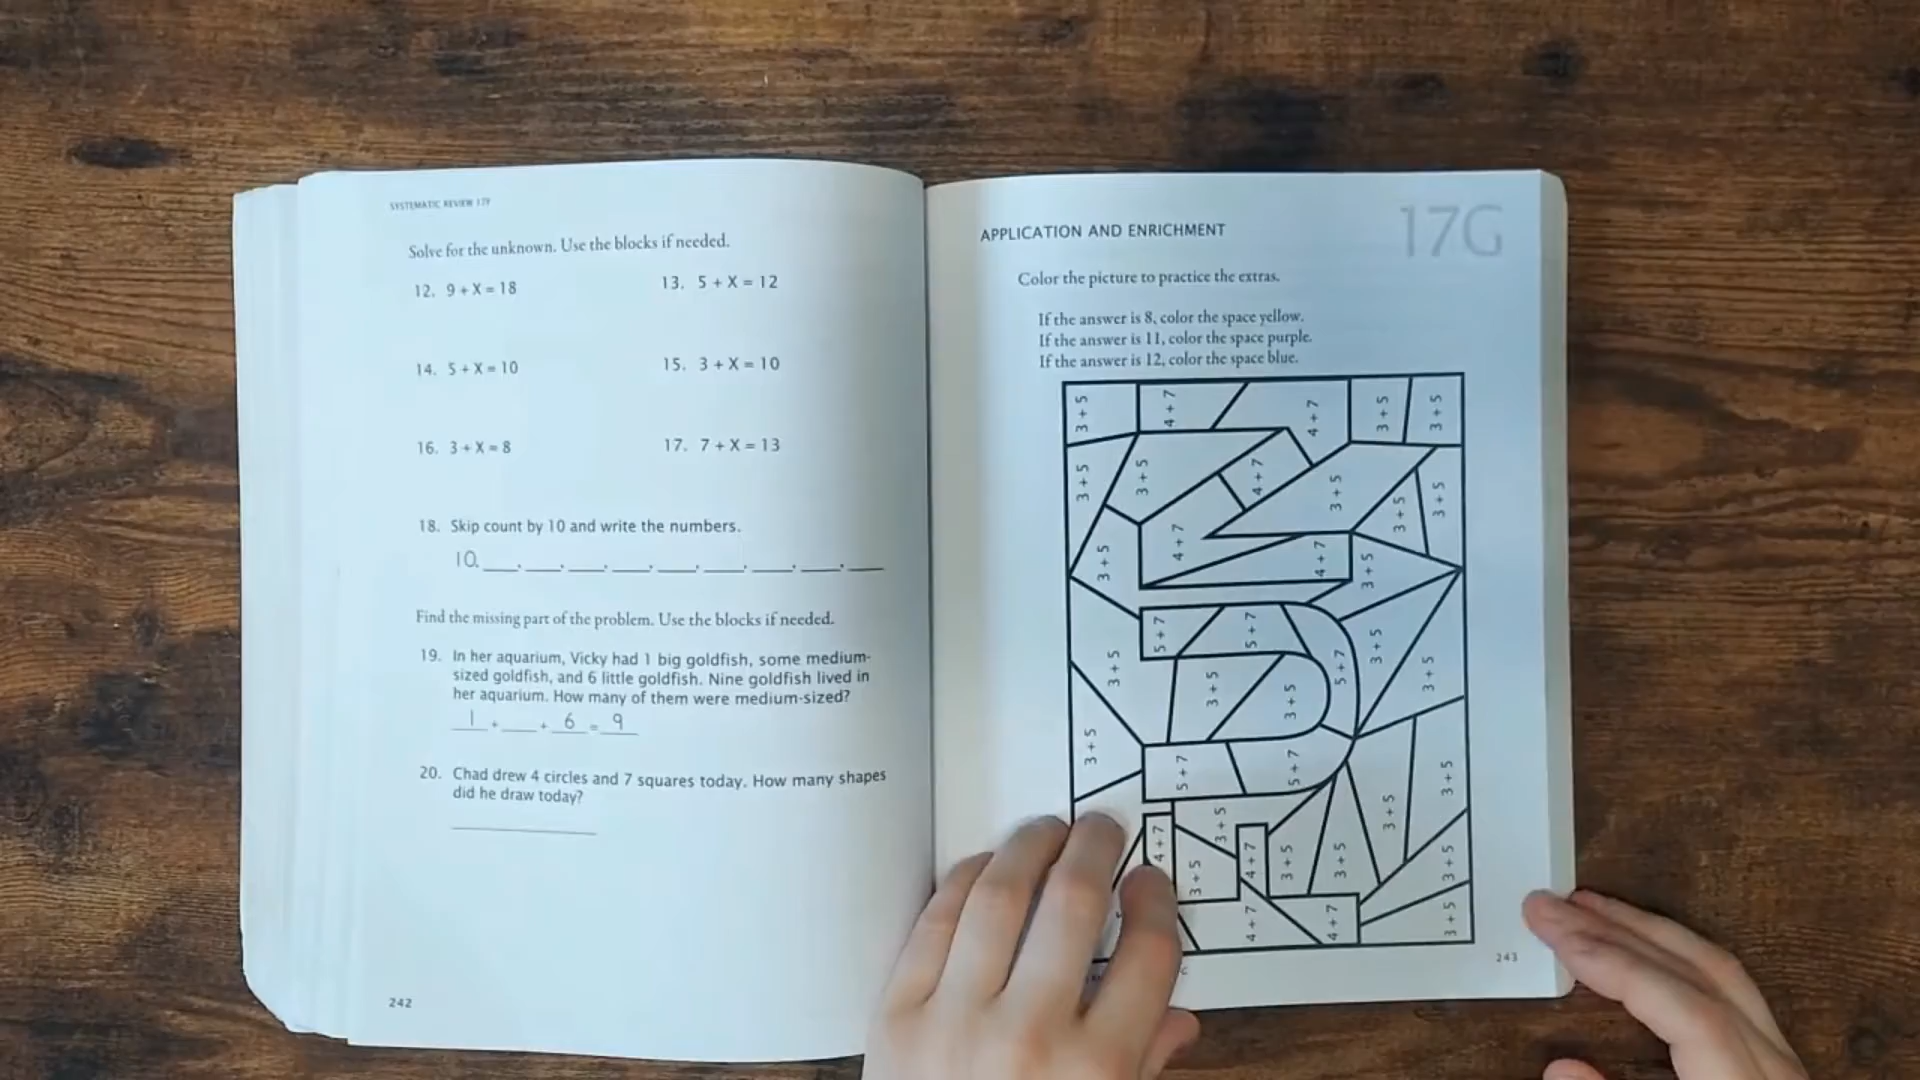 SYSTEMATIC REVIEW 17F
Solve for the unknown. Use the blocks if needed.
12. 9 + X = 18
13. 5 + X = 12
14. 5 + X = 10
15. 3 + X = 10
16. 3 + X = 8
17. 7 + X = 13
18. Skip count by 10 and write the numbers.
10, ___, ___, ___, ___, ___, ___, ___, ___, ___
Find the missing part of the problem. Use the blocks if needed.
19. In her aquarium, Vicky had 1 big goldfish, some medium-
sized goldfish, and 6 little goldfish. Nine goldfish lived in
her aquarium. How many of them were medium-sized?
1 + ___ + 6 = 9
20. Chad drew 4 circles and 7 squares today. How many shapes
did he draw today?
242
APPLICATION AND ENRICHMENT
17G
Color the picture to practice the extras.
If the answer is 8, color the space yellow.
If the answer is 11, color the space purple.
If the answer is 12, color the space blue.
3 + 5
4 + 7
4 + 7
3 + 5
3 + 5
3 + 5
3 + 5
4 + 7
3 + 5
3 + 5
3 + 5
3 + 5
4 + 7
4 + 7
3 + 5
5 + 7
5 + 7
3 + 5
5 + 7
3 + 5
3 + 5
3 + 5
3 + 5
3 + 5
5 + 7
5 + 7
3 + 5
3 + 5
3 + 5
4 + 7
3 + 5
4 + 7
3 + 5
3 + 5
3 + 5
3 + 5
4 + 7
4 + 7
3 + 5
243